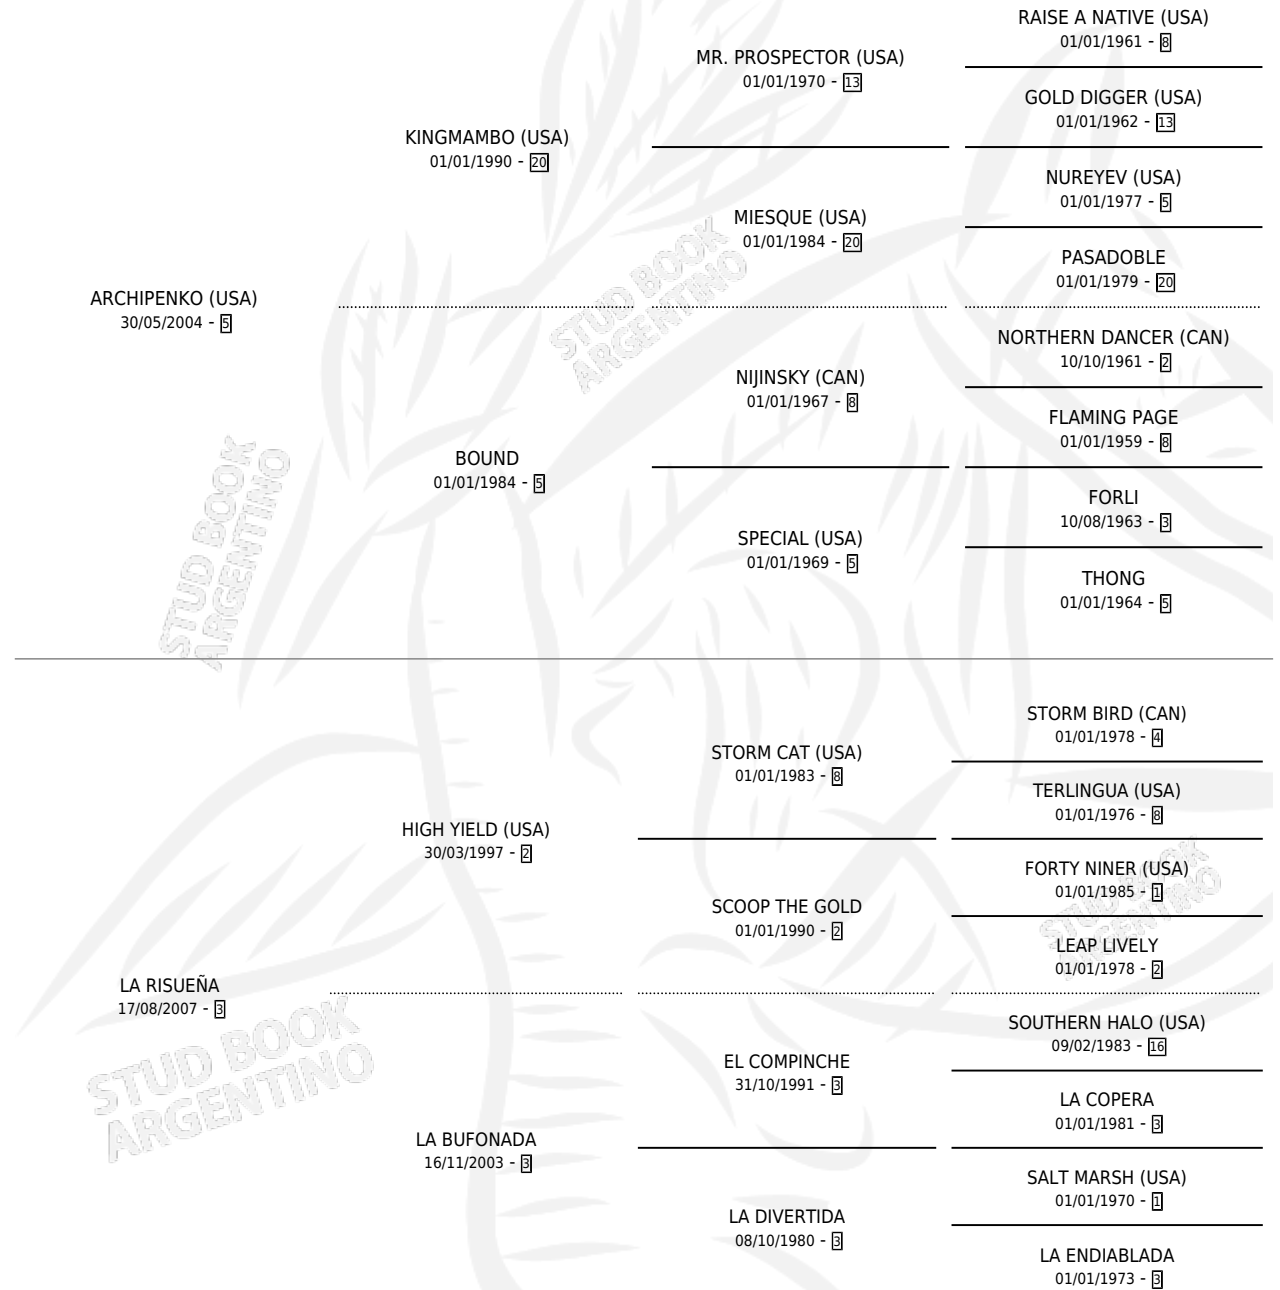 RAISE A NATIVE (USA)
01/01/1961 - 8
MR. PROSPECTOR (USA)
01/01/1970 - 13
GOLD DIGGER (USA)
01/01/1962 - 13
KINGMAMBO (USA)
01/01/1990 - 20
NUREYEV (USA)
01/01/1977 - 5
MIESQUE (USA)
01/01/1984 - 20
PASADOBLE
01/01/1979 - 20
ARCHIPENKO (USA)
30/05/2004 - 5
NORTHERN DANCER (CAN)
10/10/1961 - 2
NIJINSKY (CAN)
01/01/1967 - 8
FLAMING PAGE
01/01/1959 - 8
BOUND
01/01/1984 - 5
FORLI
10/08/1963 - 3
SPECIAL (USA)
01/01/1969 - 5
THONG
01/01/1964 - 5
STORM BIRD (CAN)
01/01/1978 - 4
STORM CAT (USA)
01/01/1983 - 8
TERLINGUA (USA)
01/01/1976 - 8
HIGH YIELD (USA)
30/03/1997 - 2
FORTY NINER (USA)
01/01/1985 - 1
SCOOP THE GOLD
01/01/1990 - 2
LEAP LIVELY
01/01/1978 - 2
LA RISUEÑA
17/08/2007 - 3
SOUTHERN HALO (USA)
09/02/1983 - 16
EL COMPINCHE
31/10/1991 - 3
LA COPERA
01/01/1981 - 3
LA BUFONADA
16/11/2003 - 3
SALT MARSH (USA)
01/01/1970 - 1
LA DIVERTIDA
08/10/1980 - 3
LA ENDIABLADA
01/01/1973 - 3
STUD BOOK
ARGENTINO
STUD BOOK
ARGENTINO
STUD BOOK
ARGENTINO
STUD BOOK
ARGENTINO